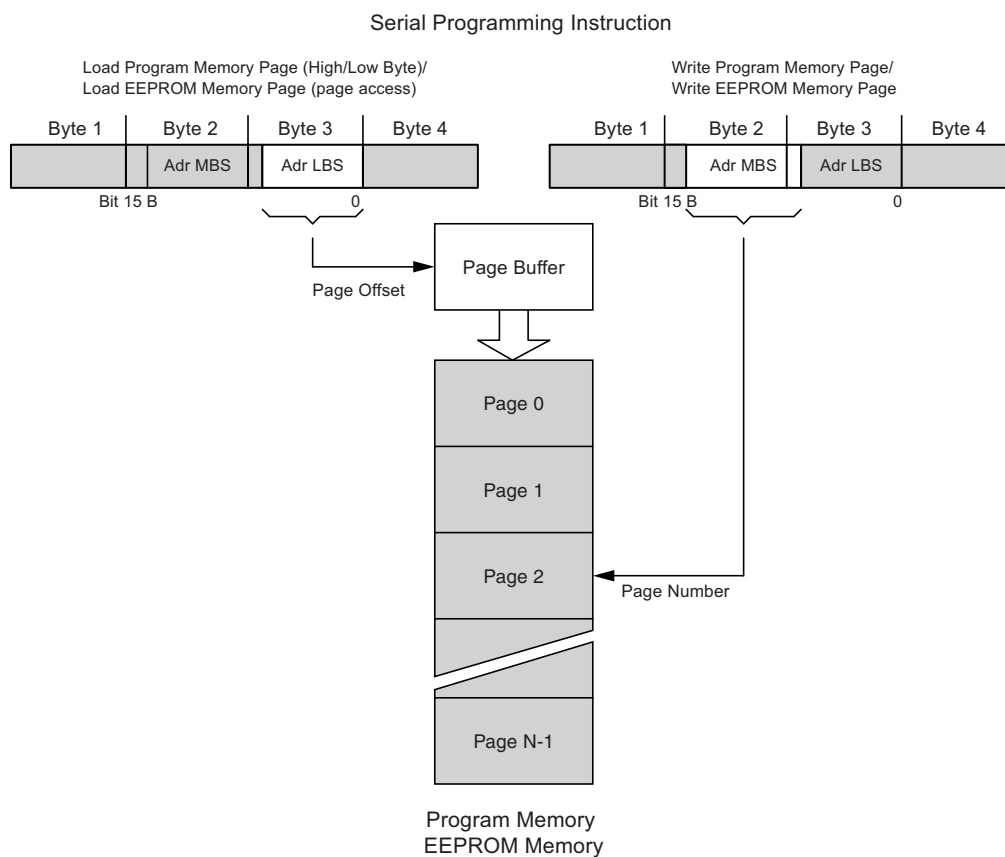 Serial Programming Instruction
Load Program Memory Page (High/Low Byte)/
Load EEPROM Memory Page (page access)
Write Program Memory Page/
Write EEPROM Memory Page
Byte 1 Byte 2 Byte 3 Byte 4
Byte 1 Byte 2 Byte 3 Byte 4
Adr MBS Adr LBS
Adr MBS Adr LBS
Bit 15 B 0
Bit 15 B 0
Page Buffer
Page Offset
Page 0
Page 1
Page 2
Page Number
Page N-1
Program Memory
EEPROM Memory